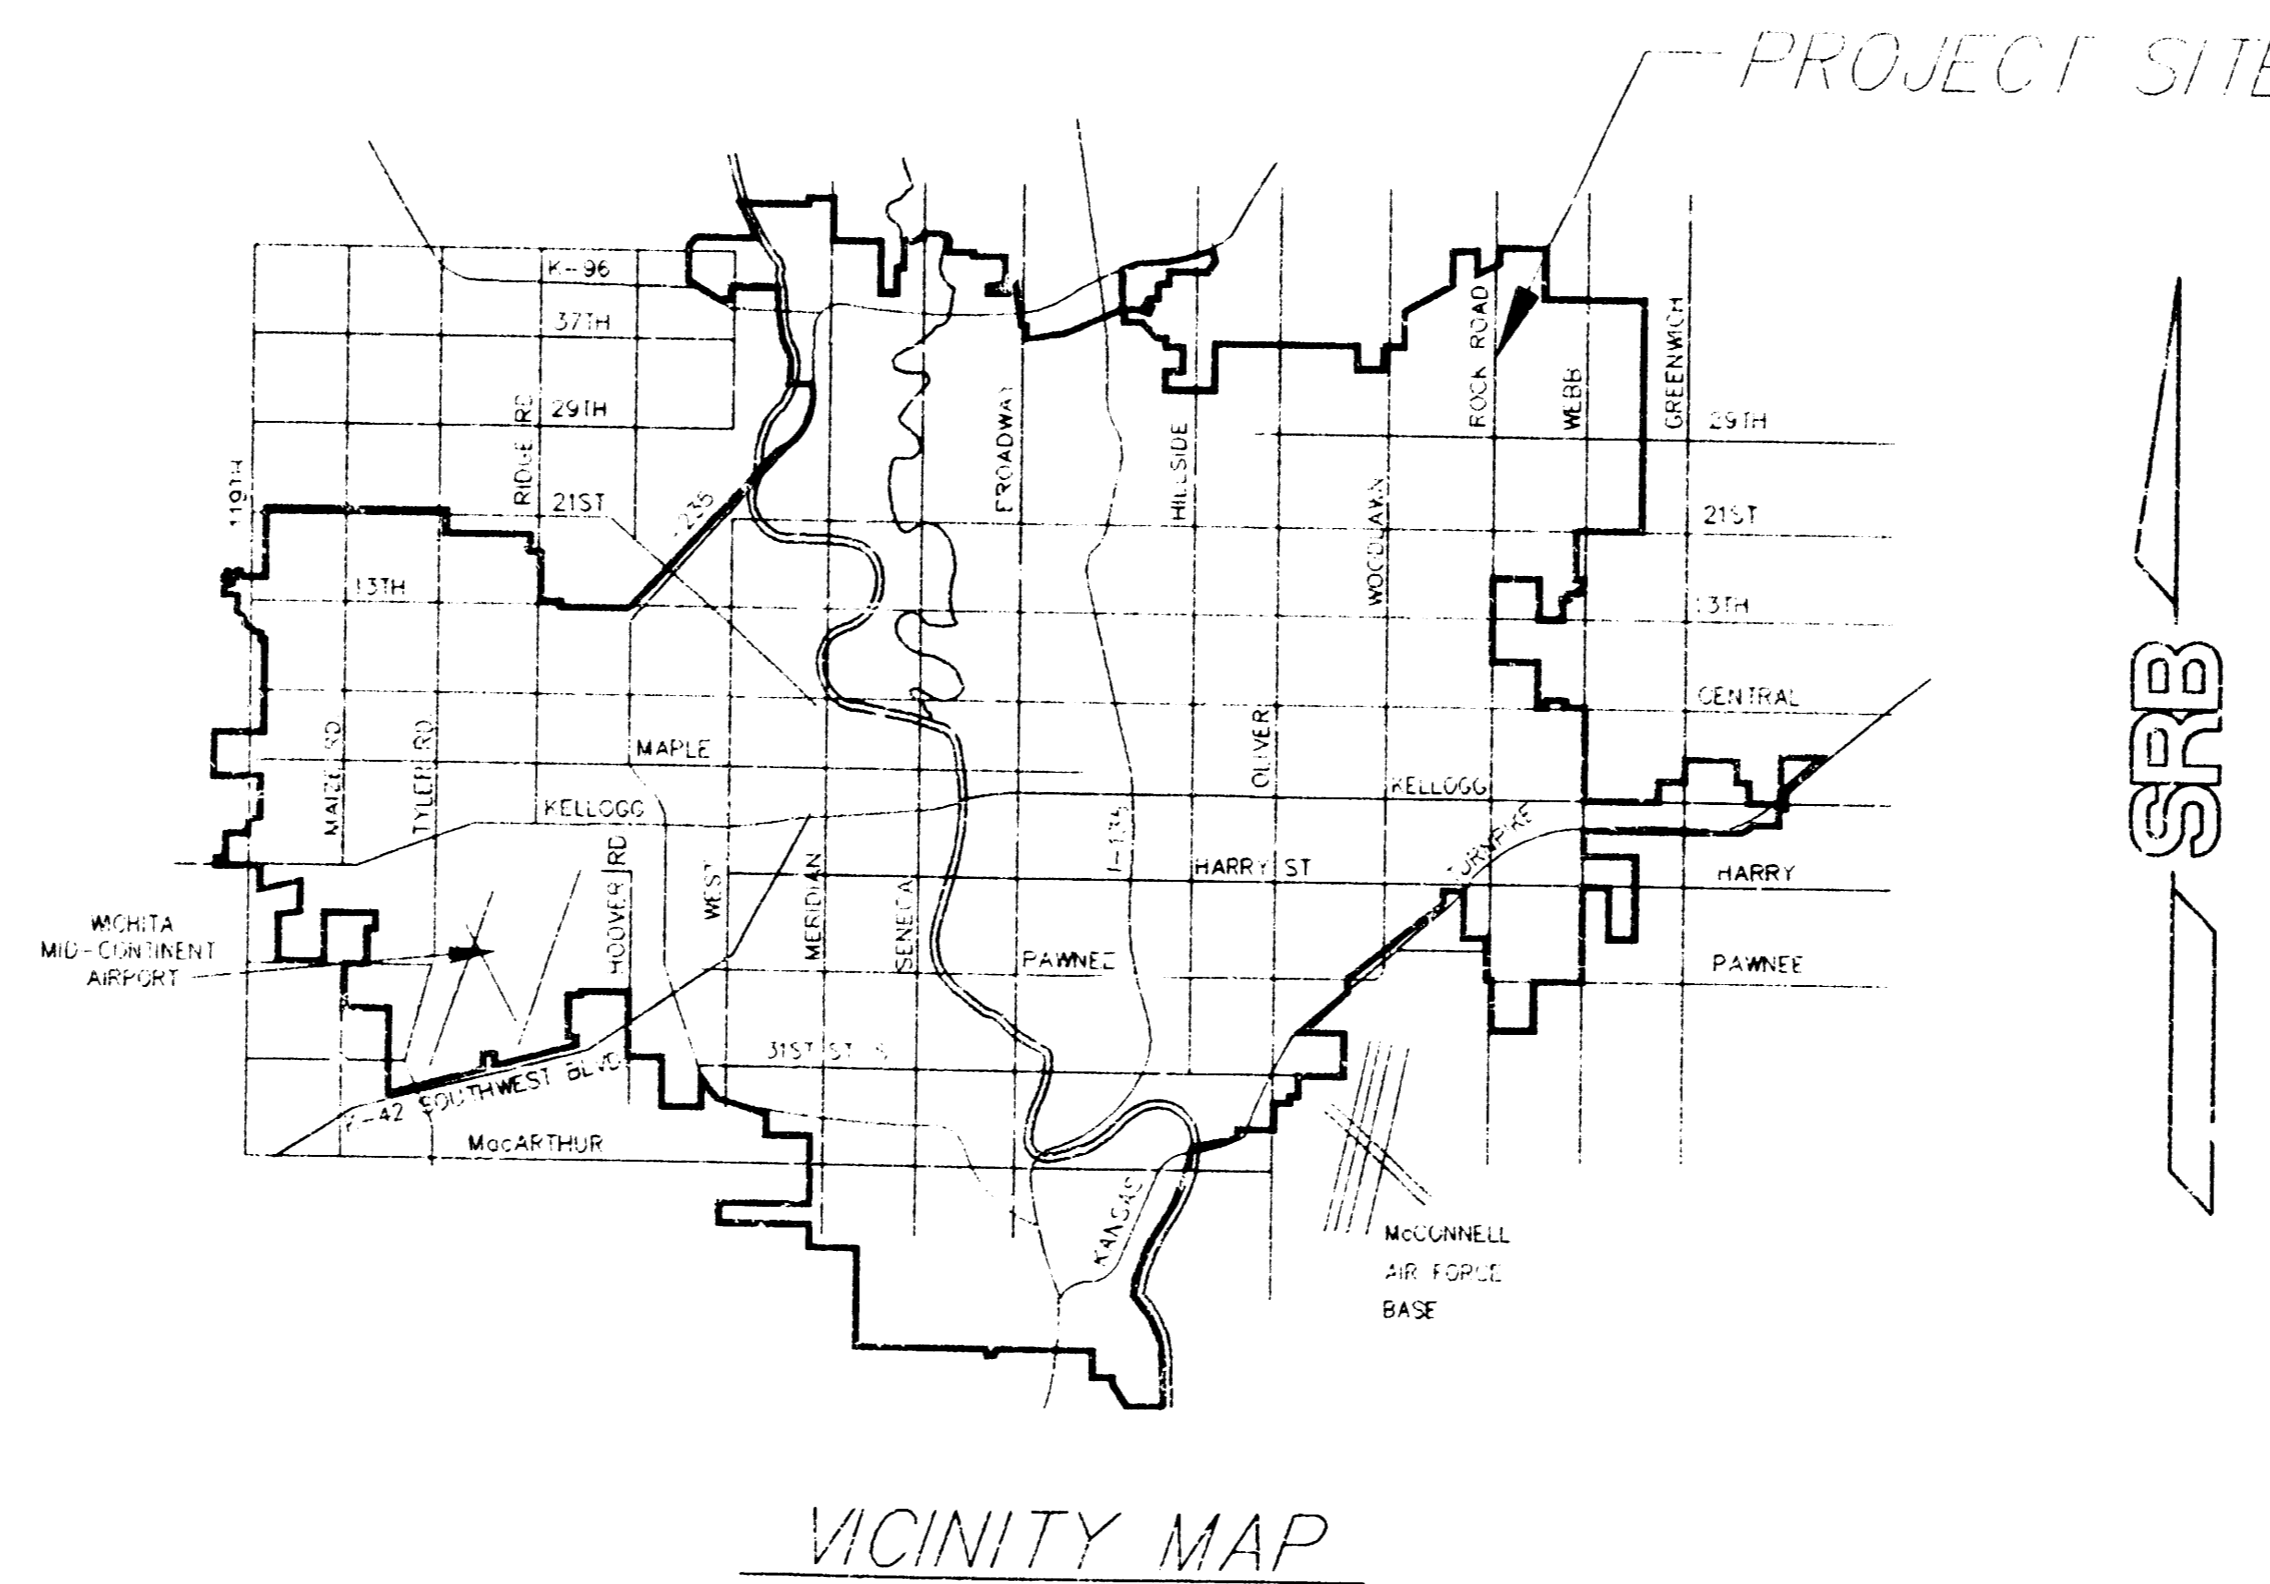 PROJECT SITE
K-96
37TH
29TH
21ST
13TH
119TH
RIDGE RD
MAIZE RD
TYLER RD
MAPLE
KELLOGG
HOOVER RD
WEST
MERIDIAN
SENECA
BROADWAY
HILLSIDE
OLIVER
WOODLAWN
ROCK ROAD
WEBB
GREENWICH
29TH
21ST
13TH
CENTRAL
KELLOGG
TURNPIKE
HARRY ST
HARRY
PAWNEE
PAWNEE
WICHITA
MID-CONTINENT
AIRPORT
31ST ST S
K-42 SOUTHWEST BLVD
MacARTHUR
KANSAS
McCONNELL
AIR FORCE
BASE
SRB
VICINITY MAP